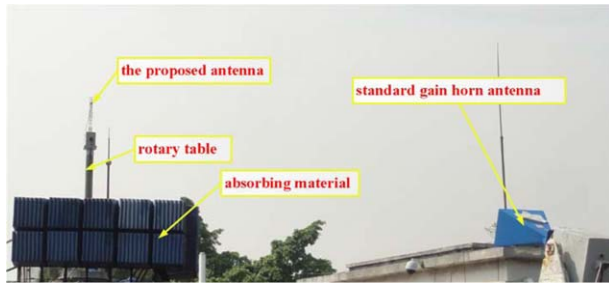 the proposed antenna
standard gain horn antenna
rotary table
absorbing material